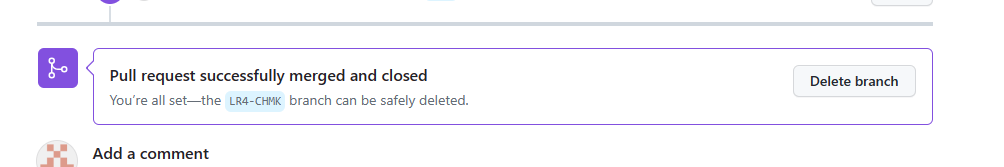 Pull request successfully merged and closed
Delete branch
You're all set—the LR4-CHMK branch can be safely deleted.
Add a comment